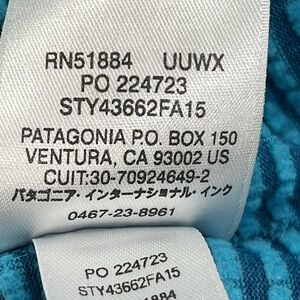 RN51884 UUWX
PO 224723
STY43662FA15
PATAGONIA P.O. BOX 150
VENTURA, CA 93002 US
CUIT:30-70924649-2
パタゴニア・インターナショナル・インク
0467-23-8961
PO 224723
STY43662FA15
51884